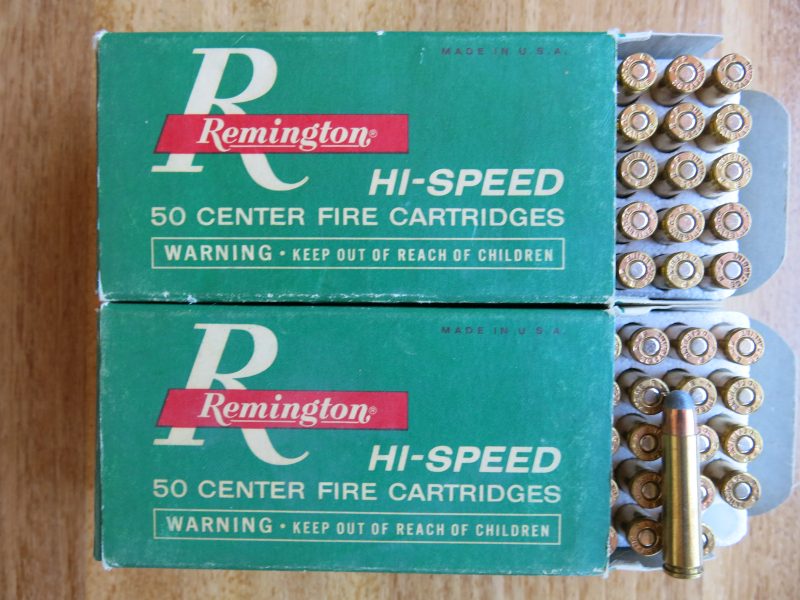 MADE IN U.S.A.
R
Remington®
HI-SPEED
50 CENTER FIRE CARTRIDGES
WARNING • KEEP OUT OF REACH OF CHILDREN
MADE IN U.S.A
R
Remington®
HI-SPEED
50 CENTER FIRE CARTRIDGES
WARNING • KEEP OUT OF REACH OF CHILDREN